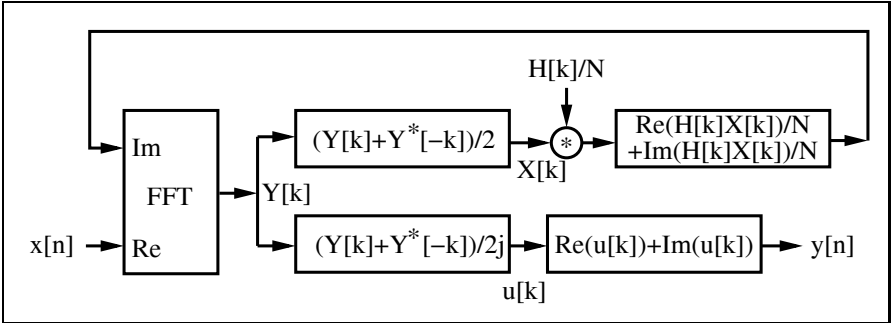 H[k]/N
Im
FFT
Re
x[n]
Y[k]
(Y[k]+Y*[−k])/2
X[k]
*
Re(H[k]X[k])/N
+Im(H[k]X[k])/N
(Y[k]+Y*[−k])/2j
u[k]
Re(u[k])+Im(u[k])
y[n]